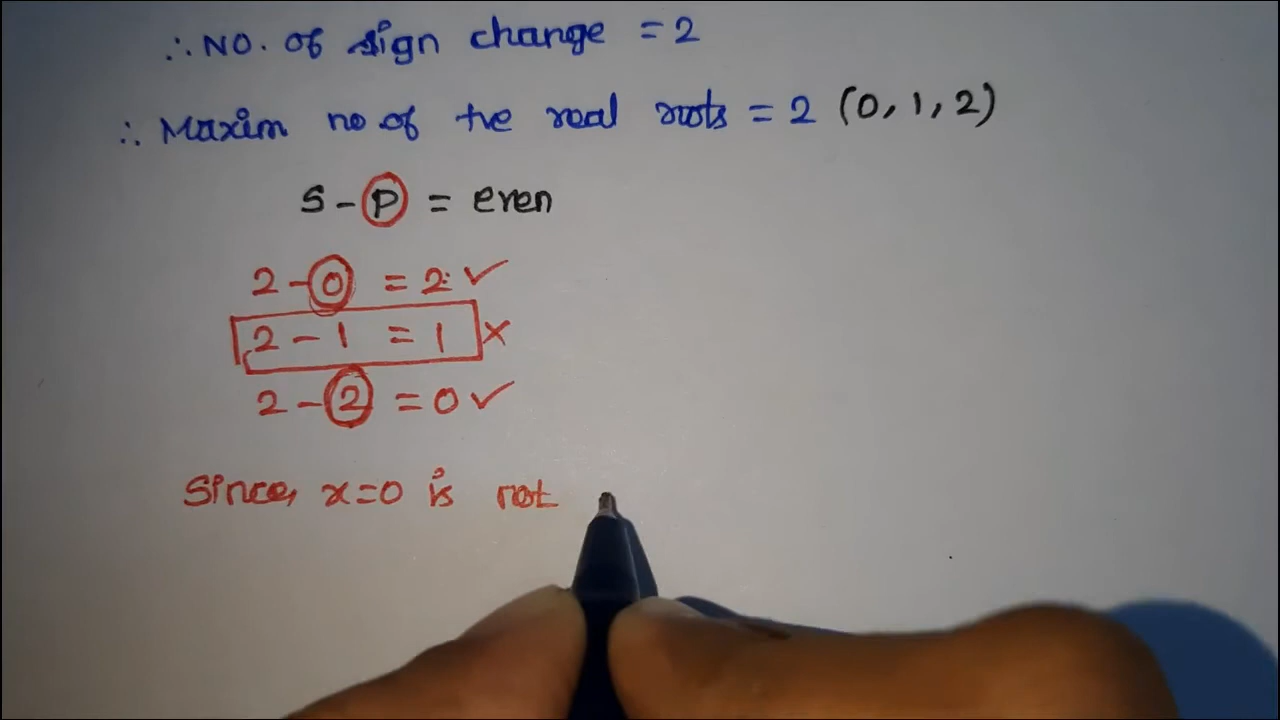 ∴ No. of sign change = 2
∴ Maxim no of +ve real roots = 2 (0, 1, 2)
S - P = even
2 - 0 = 2 ✓
2 - 1 = 1 ×
2 - 2 = 0 ✓
Since, x=0 is not